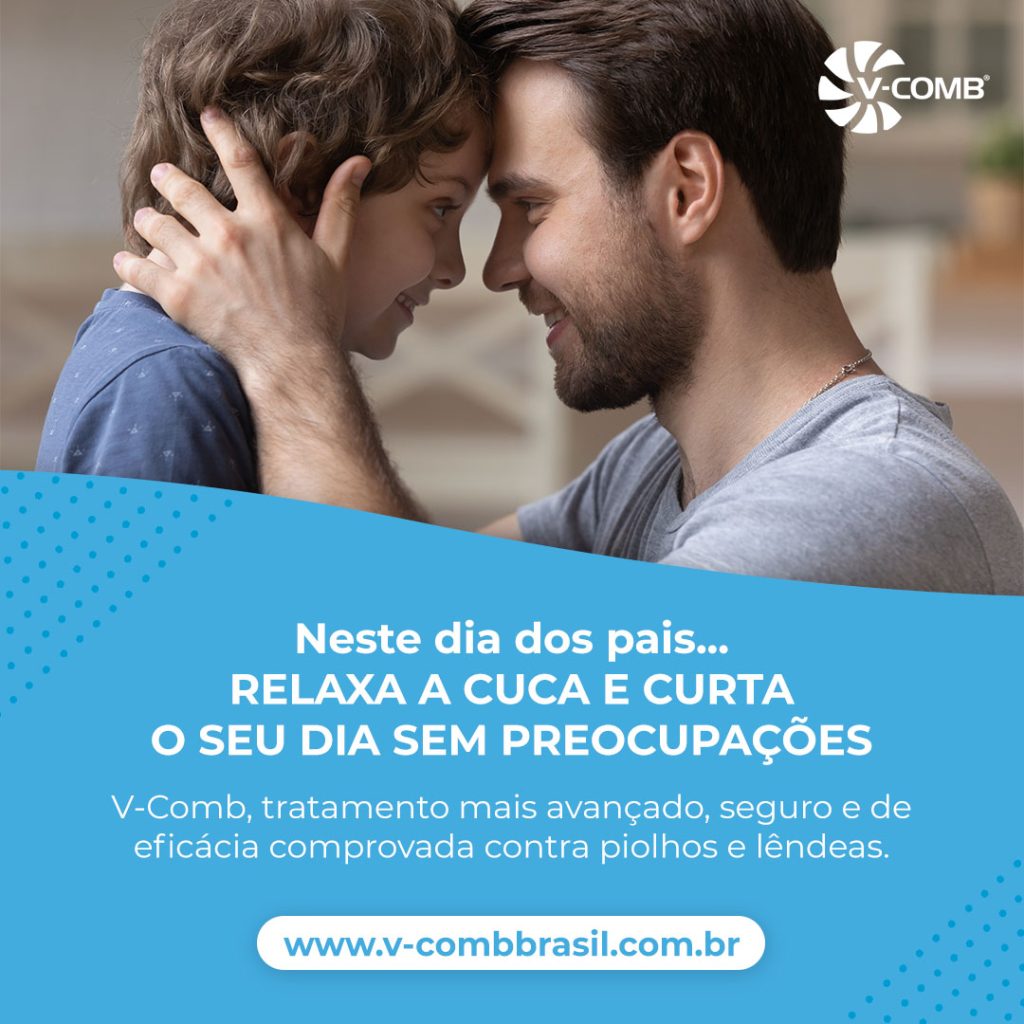 V-COMB®
Neste dia dos pais...
RELAXA A CUCA E CURTA
O SEU DIA SEM PREOCUPAÇÕES
V-Comb, tratamento mais avançado, seguro e de
eficácia comprovada contra piolhos e lêndeas.
www.v-combbrasil.com.br